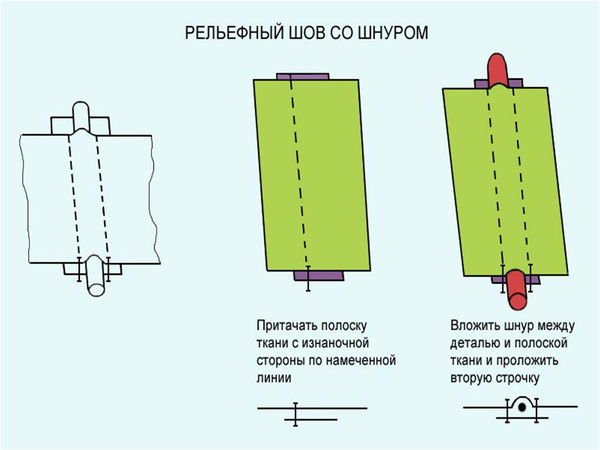 РЕЛЬЕФНЫЙ ШОВ СО ШНУРОМ
Притачать полоску
ткани с изнаночной
стороны по намеченной
линии
Вложить шнур между
деталью и полоской
ткани и проложить
вторую строчку